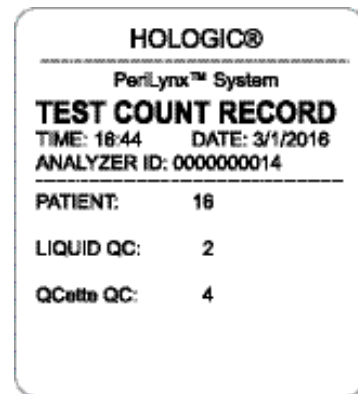 HOLOGIC®
PeriLynx™ System
TEST COUNT RECORD
TIME: 16:44 DATE: 3/1/2016
ANALYZER ID: 0000000014
PATIENT: 16
LIQUID QC: 2
QCette QC: 4